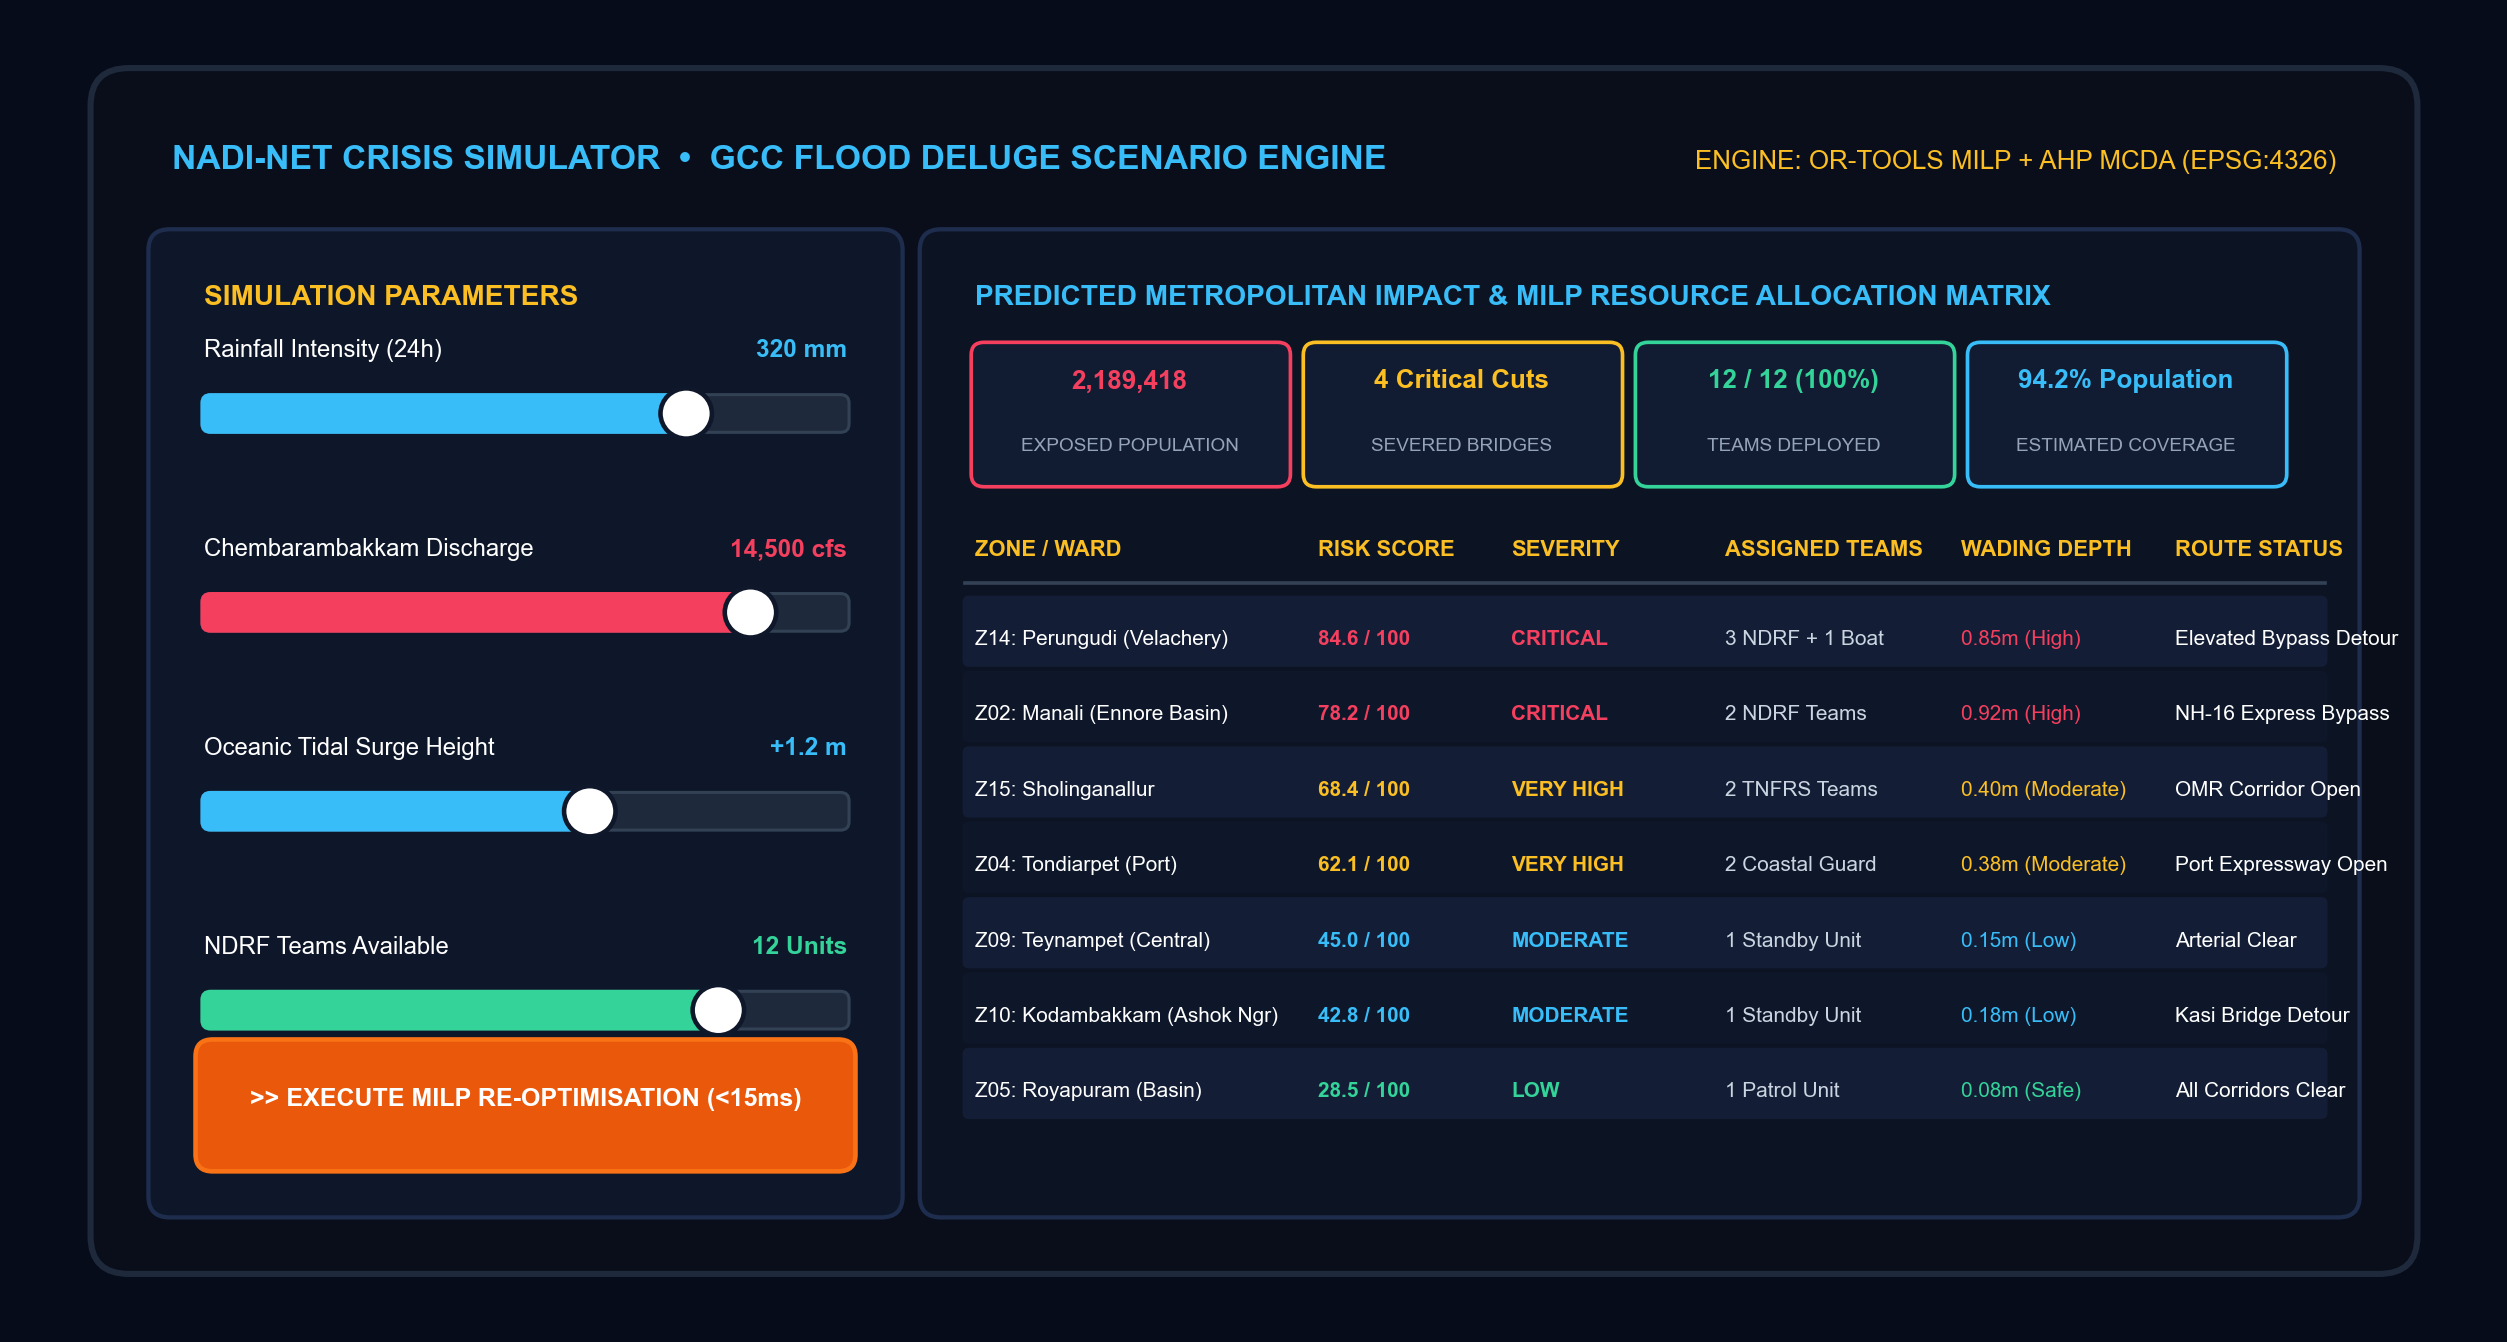 NADI-NET CRISIS SIMULATOR • GCC FLOOD DELUGE SCENARIO ENGINE
ENGINE: OR-TOOLS MILP + AHP MCDA (EPSG:4326)
SIMULATION PARAMETERS
Rainfall Intensity (24h) 320 mm
Chembarambakkam Discharge 14,500 cfs
Oceanic Tidal Surge Height +1.2 m
NDRF Teams Available 12 Units
>> EXECUTE MILP RE-OPTIMISATION (<15ms)
PREDICTED METROPOLITAN IMPACT & MILP RESOURCE ALLOCATION MATRIX
2,189,418
EXPOSED POPULATION
4 Critical Cuts
SEVERED BRIDGES
12 / 12 (100%)
TEAMS DEPLOYED
94.2% Population
ESTIMATED COVERAGE
ZONE / WARD RISK SCORE SEVERITY ASSIGNED TEAMS WADING DEPTH ROUTE STATUS
Z14: Perungudi (Velachery) 84.6 / 100 CRITICAL 3 NDRF + 1 Boat 0.85m (High) Elevated Bypass Detour
Z02: Manali (Ennore Basin) 78.2 / 100 CRITICAL 2 NDRF Teams 0.92m (High) NH-16 Express Bypass
Z15: Sholinganallur 68.4 / 100 VERY HIGH 2 TNFRS Teams 0.40m (Moderate) OMR Corridor Open
Z04: Tondiarpet (Port) 62.1 / 100 VERY HIGH 2 Coastal Guard 0.38m (Moderate) Port Expressway Open
Z09: Teynampet (Central) 45.0 / 100 MODERATE 1 Standby Unit 0.15m (Low) Arterial Clear
Z10: Kodambakkam (Ashok Ngr) 42.8 / 100 MODERATE 1 Standby Unit 0.18m (Low) Kasi Bridge Detour
Z05: Royapuram (Basin) 28.5 / 100 LOW 1 Patrol Unit 0.08m (Safe) All Corridors Clear